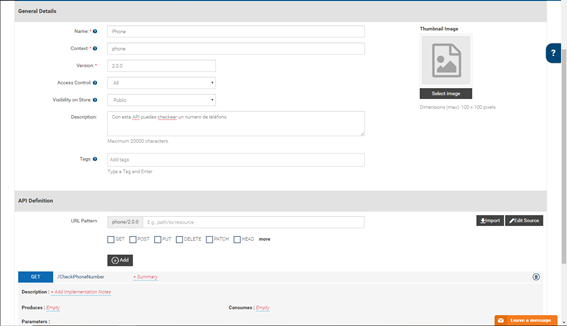 General Details
Name: * ?
Phone
Thumbnail Image
Context: * ?
phone
?
Version: *
2.0.0
Access Control: ?
All
Select image
Visibility on Store: ?
Public
Dimensions (max): 100 x 100 pixels
Description:
Con esta API puedes checkear un numero de teléfono
Maximum 20000 characters
Tags: ?
Add tags
Type a Tag and Enter
API Definition
URL Pattern
phone/2.0.0
E.g.: path/to/resource
Import
Edit Source
GET POST PUT DELETE PATCH HEAD more
Add
GET
/CheckPhoneNumber
+ Summary
Description : + Add Implementation Notes
Produces : Empty
Consumes : Empty
Parameters :
Leave a message